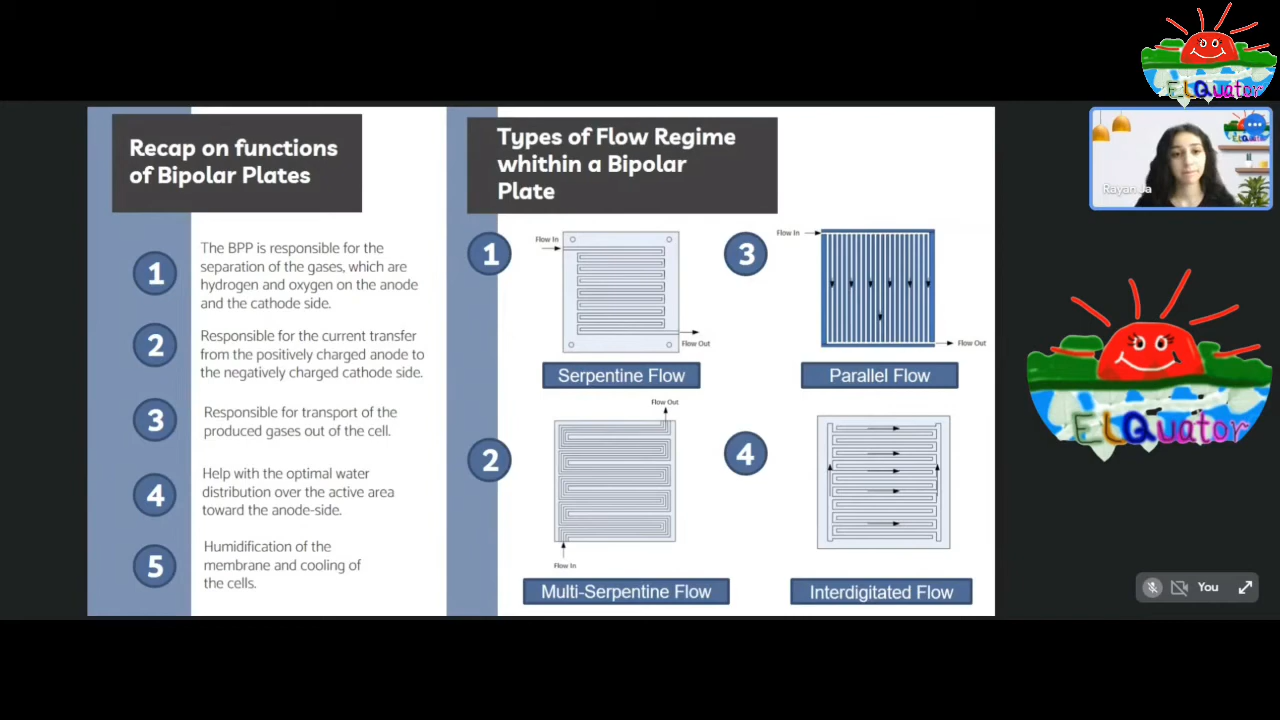 ELQuator
Recap on functions
of Bipolar Plates
1
The BPP is responsible for the
separation of the gases, which are
hydrogen and oxygen on the anode
and the cathode side.
2
Responsible for the current transfer
from the positively charged anode to
the negatively charged cathode side.
3
Responsible for transport of the
produced gases out of the cell.
4
Help with the optimal water
distribution over the active area
toward the anode-side.
5
Humidification of the
membrane and cooling of
the cells.
Types of Flow Regime
whithin a Bipolar
Plate
1
Flow In
Flow Out
Serpentine Flow
2
Flow Out
Flow In
Multi-Serpentine Flow
3
Flow In
Flow Out
Parallel Flow
4
Interdigitated Flow
ELQuator
You